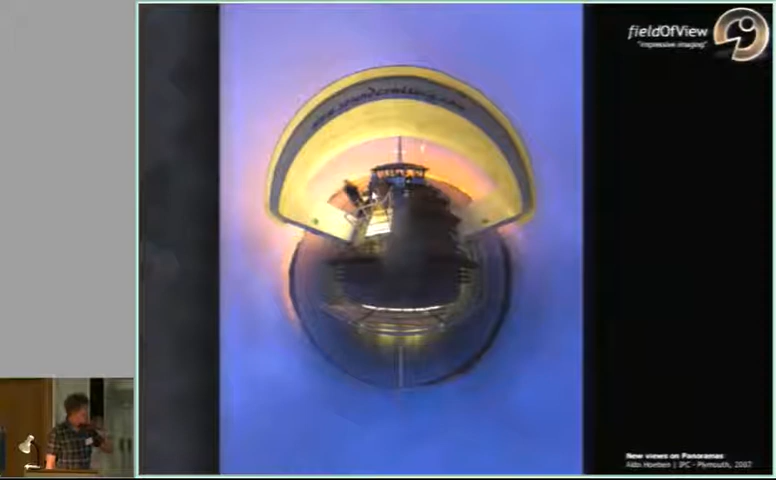 fieldOfView
"impressive imaging"
New views on Panoramas
Aldo Hoeben | IPC - Plymouth, 2007